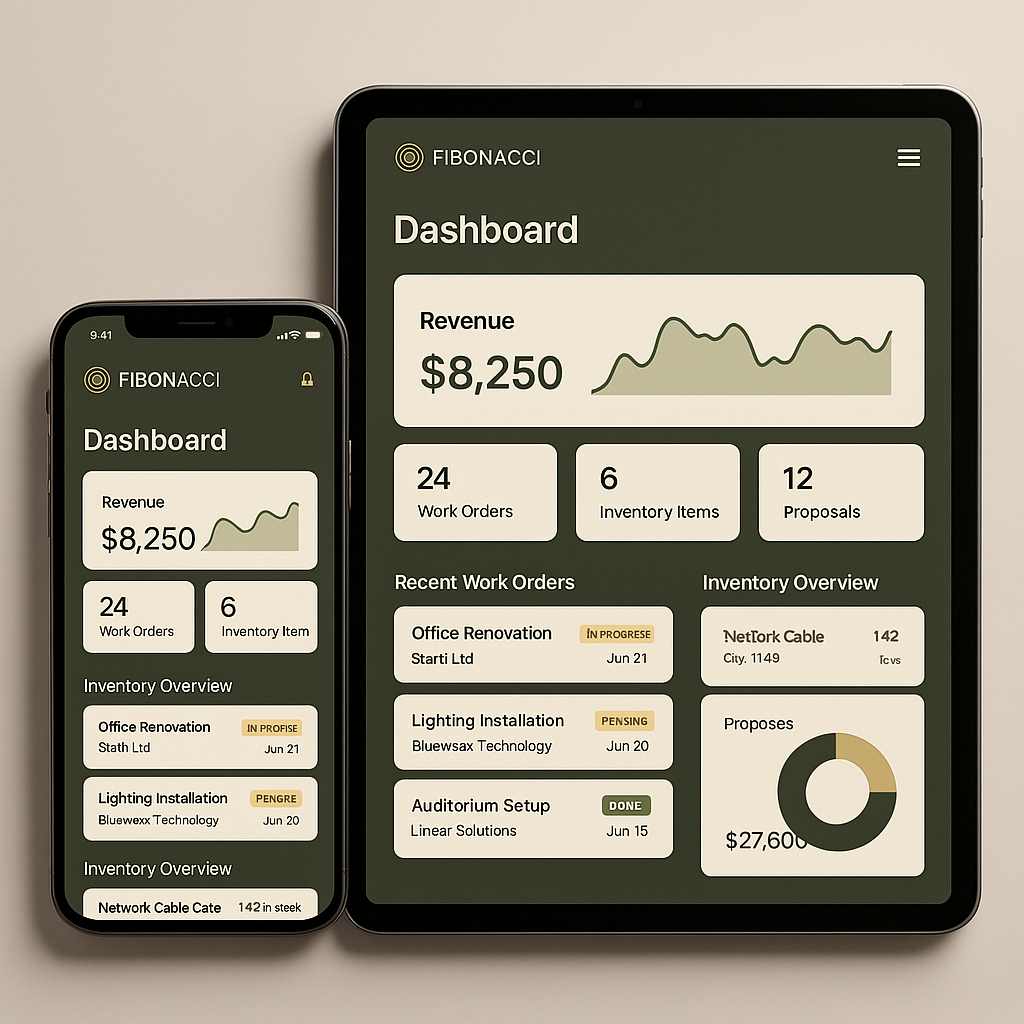 9.41
FIBONACCI
Dashboard
Revenue
$8,250
24
Work Orders
6
Inventory Item
Inventory Overview
Office Renovation
IN PROFISE
Stath Ltd
Jun 21
Lighting Installation
PENGRE
Bluewexx Technology
Jun 20
Inventory Overview
Network Cable Cate
142 in steek
FIBONACCI
Dashboard
Revenue
$8,250
24
Work Orders
6
Inventory Items
12
Proposals
Recent Work Orders
Office Renovation
IN PROGRESE
Starti Ltd
Jun 21
Lighting Installation
PENSING
Bluewsax Technology
Jun 20
Auditorium Setup
DONE
Linear Solutions
Jun 15
Inventory Overview
NetTork Cable
142
City. 1149
Tcvs
Proposes
$27,600